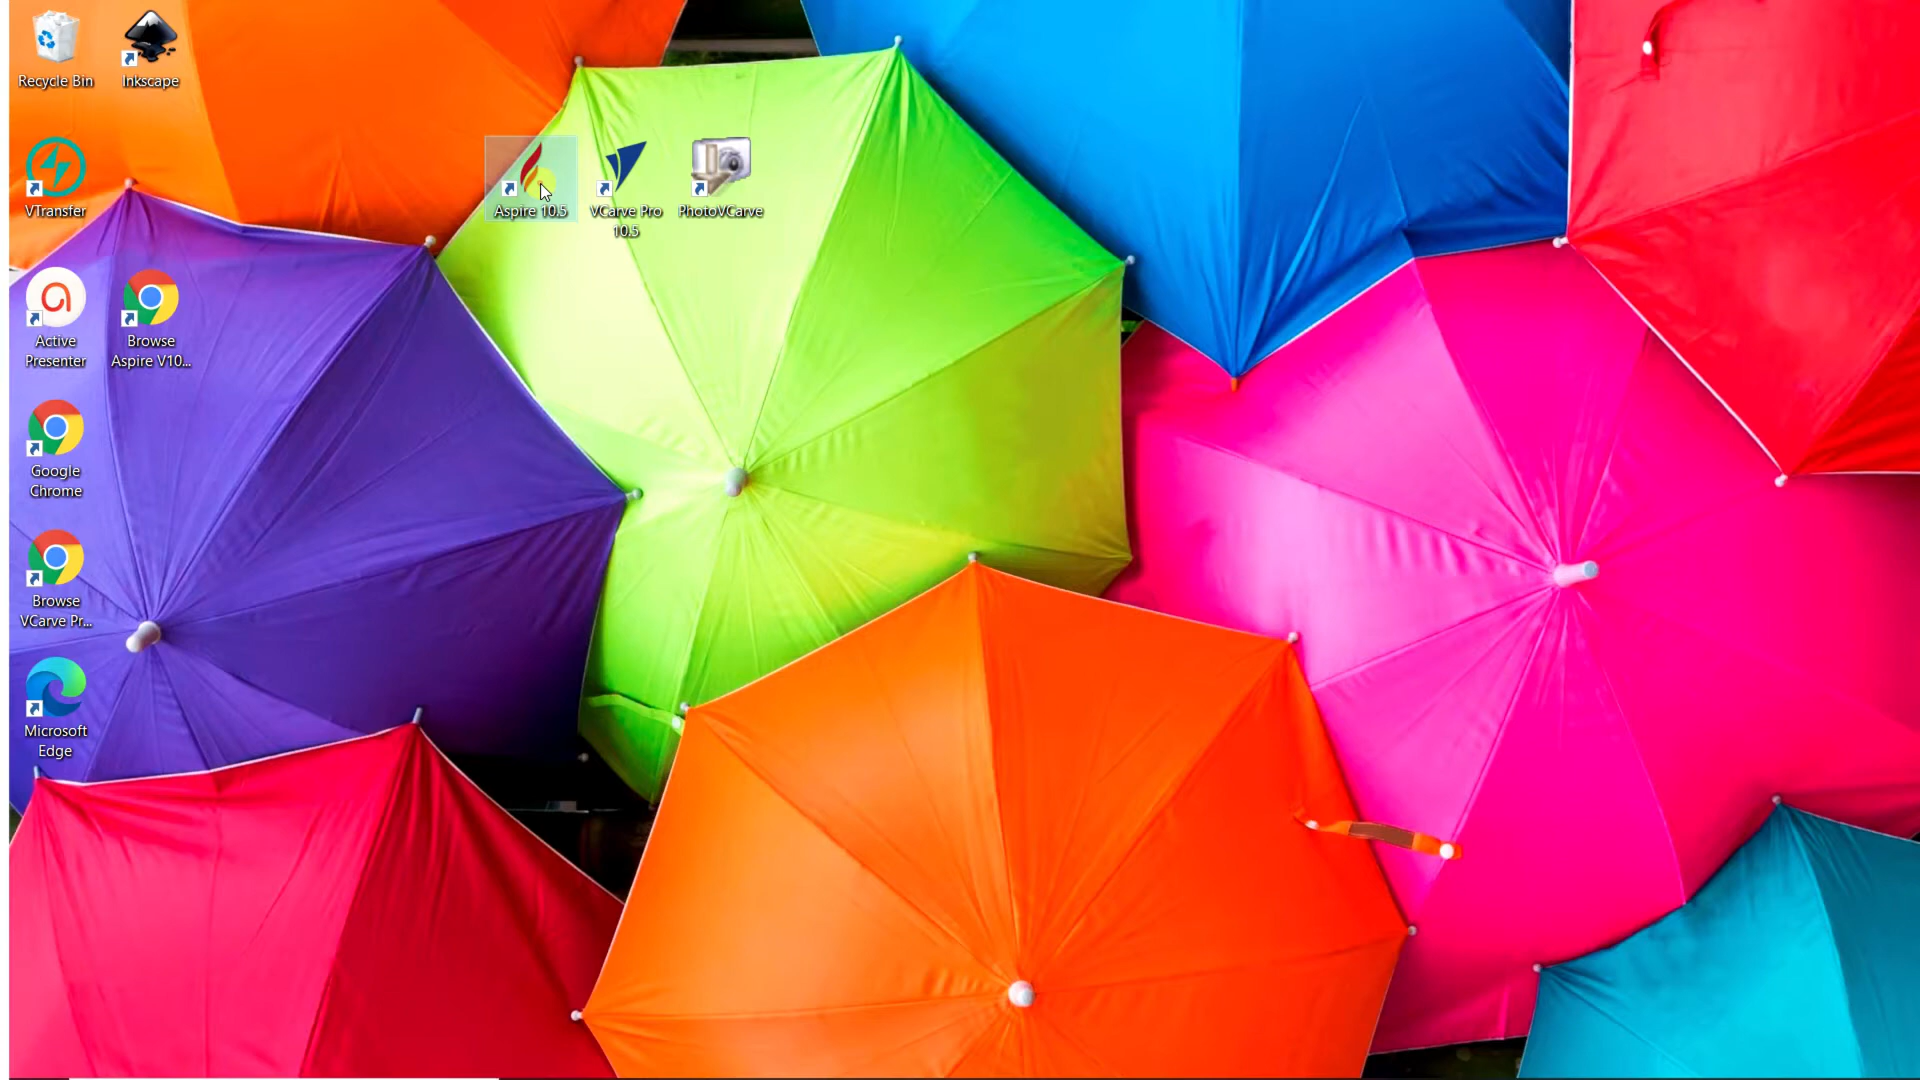 Recycle Bin
Inkscape
VTransfer
Aspire 10.5
VCarve Pro
10.5
PhotoVCarve
Active
Presenter
Browse
Aspire V10...
Google
Chrome
Browse
VCarve Pr...
Microsoft
Edge